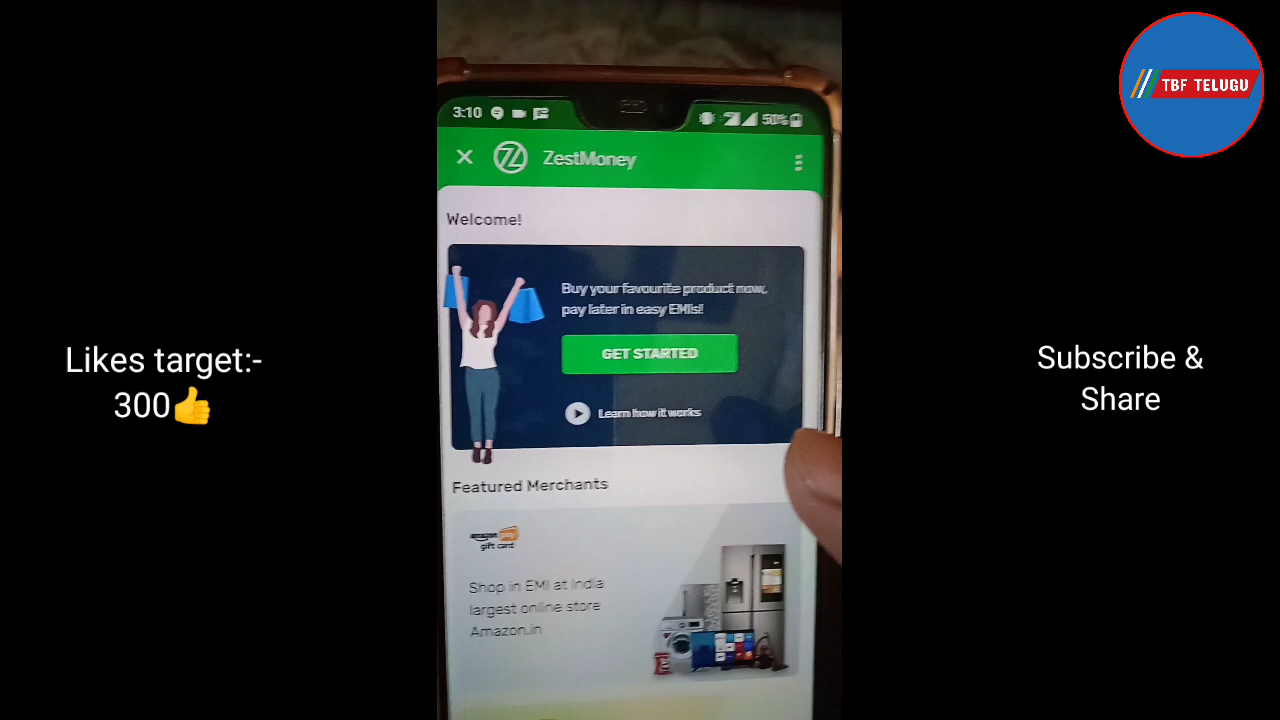 TBF TELUGU
3:10
50%
ZestMoney
Welcome!
Buy your favourite product now,
pay later in easy EMIs!
GET STARTED
Learn how it works
Likes target:-
300👍
Subscribe &
Share
Featured Merchants
amazon pay
gift card
Shop in EMI at India
largest online store
Amazon.in